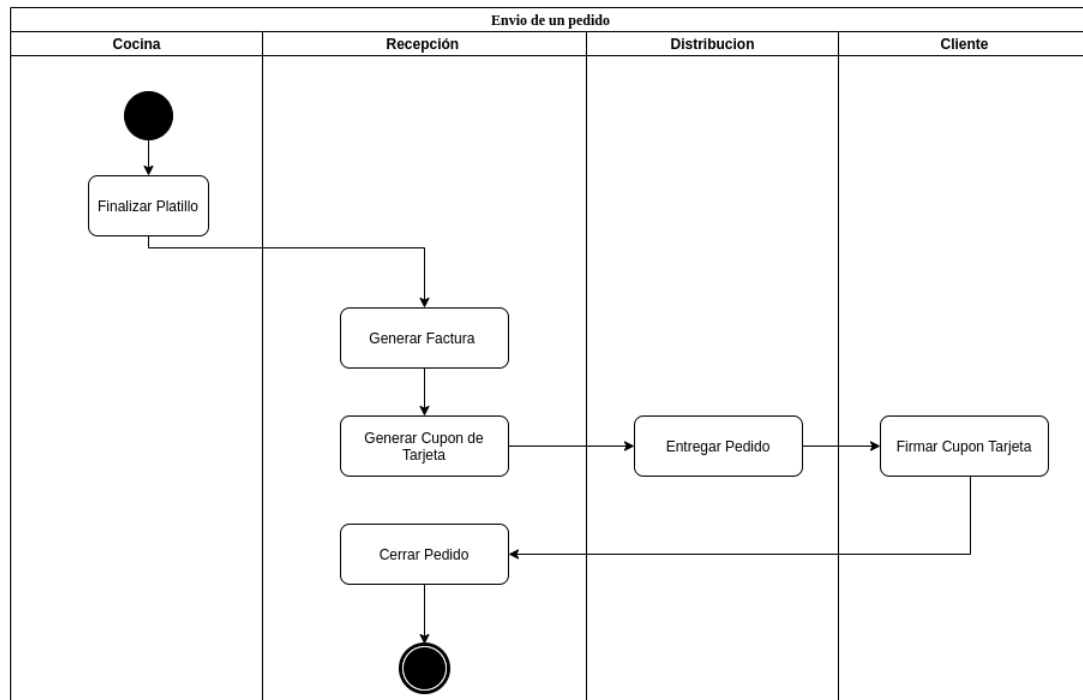 Envio de un pedido
Cocina
Recepción
Distribucion
Cliente
Finalizar Platillo
Generar Factura
Generar Cupon de
Tarjeta
Entregar Pedido
Firmar Cupon Tarjeta
Cerrar Pedido